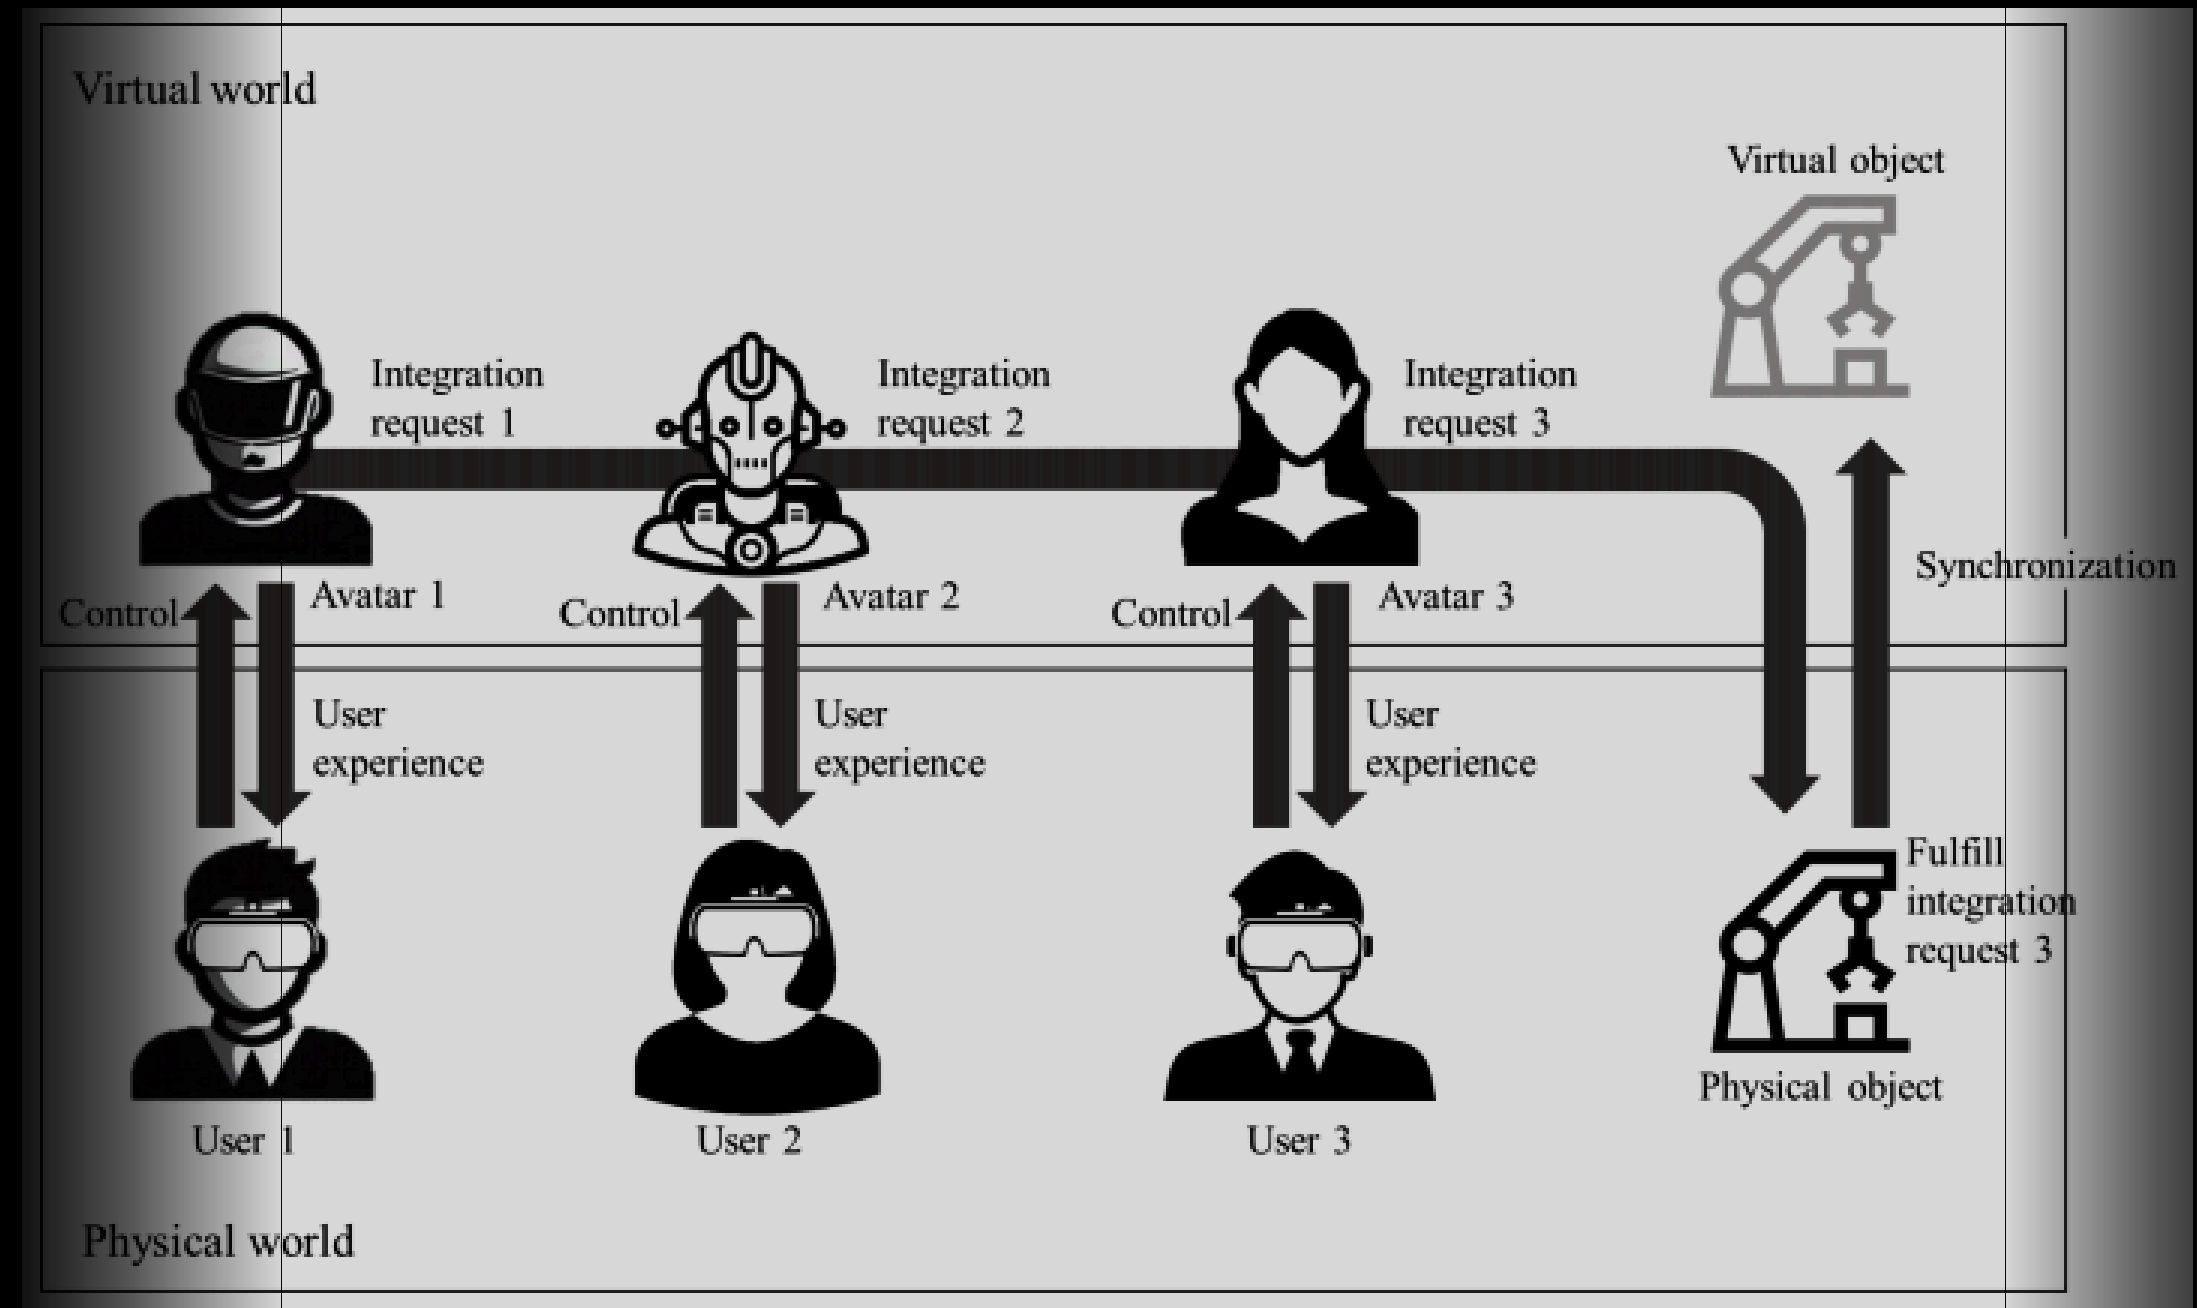 Virtual world
Virtual object
Integration
request 1
Integration
request 2
Integration
request 3
Synchronization
Control
Avatar 1
Control
Avatar 2
Control
Avatar 3
User
experience
User
experience
User
experience
Fulfill
integration
request 3
Physical object
User 1
User 2
User 3
Physical world